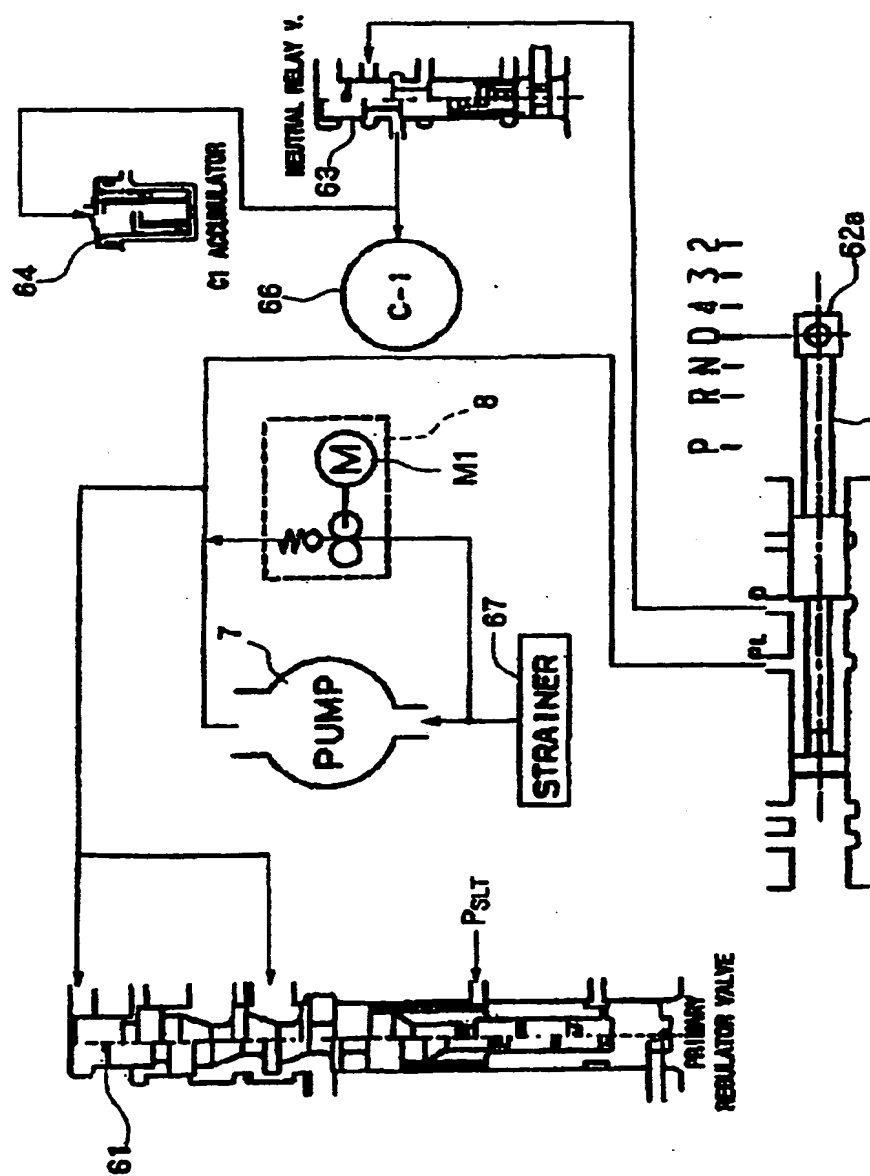 NEUTRAL RELAY V.
63
64
C1 ACCUMULATOR
66
C-1
P R N D 4 3 2
62a
8
M
M1
7
PUMP
67
STRAINER
PL
D
61
PSLT
PRIMARY
REGULATOR VALVE